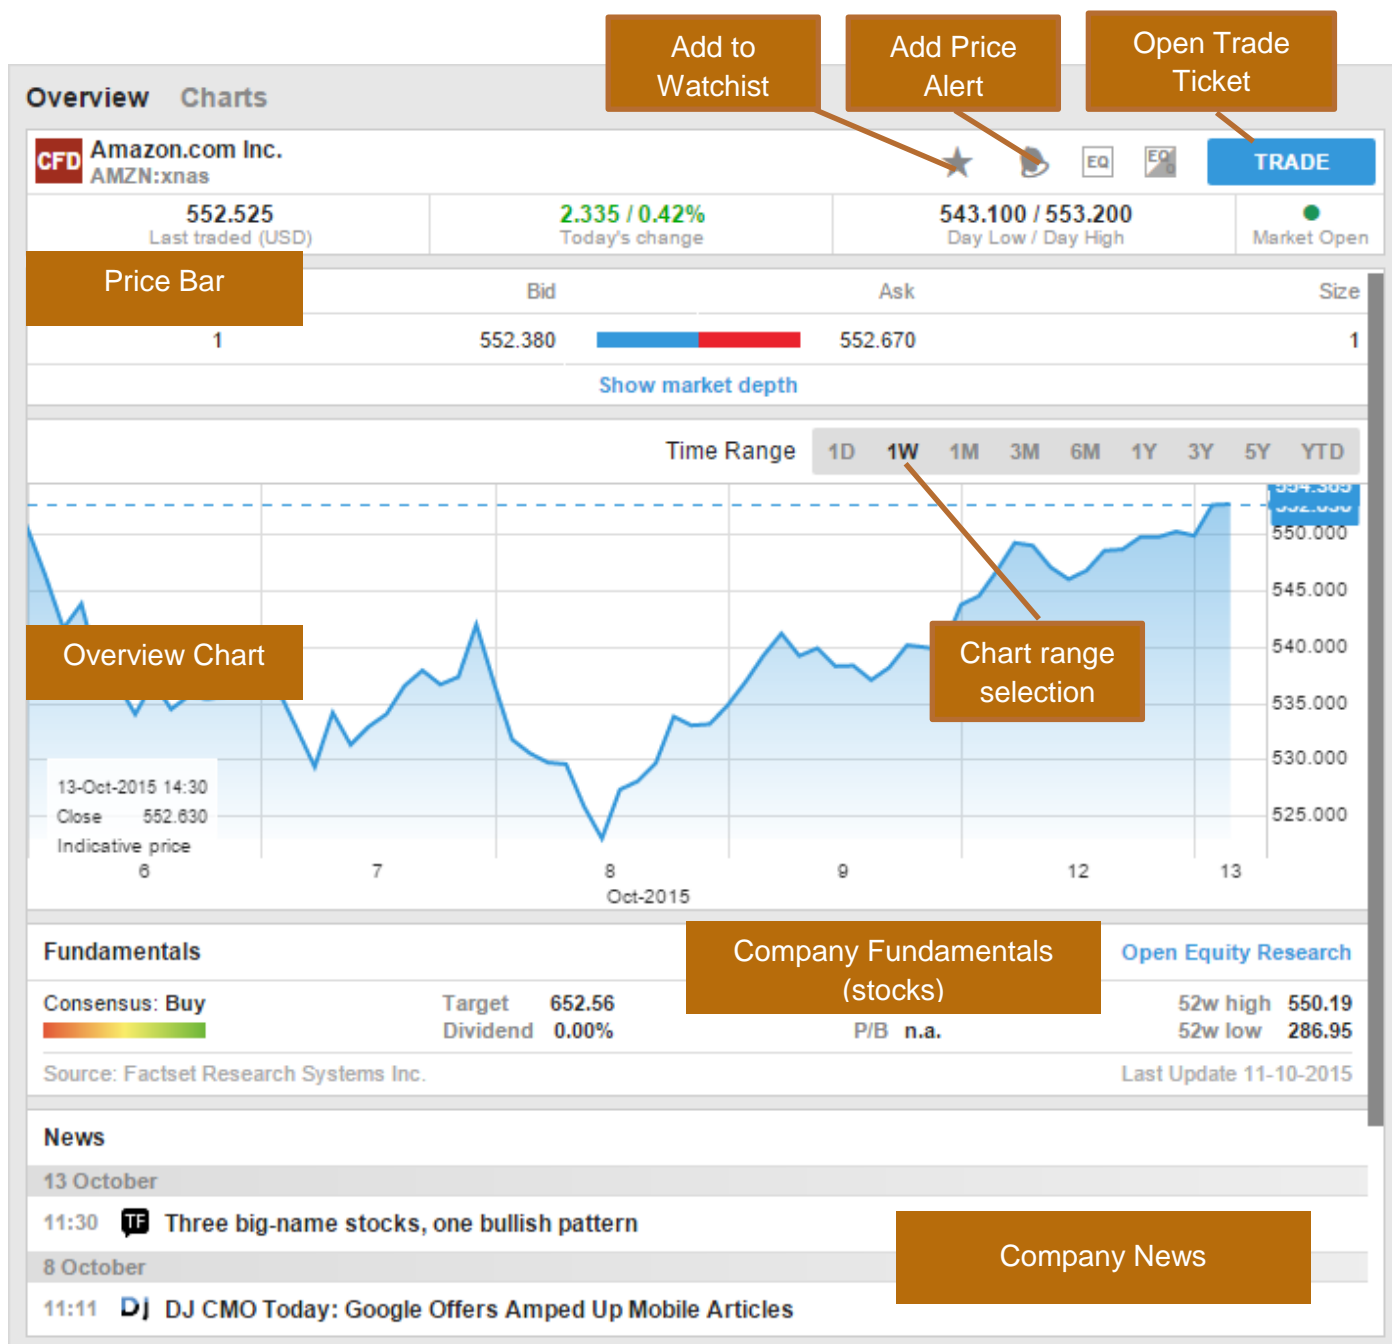 Add to
Watchist
Add Price
Alert
Open Trade
Ticket
Overview Charts
CFD Amazon.com Inc.
AMZN:xnas
EQ EQ TRADE
552.525 2.335 / 0.42% 543.100 / 553.200
Last traded (USD) Today's change Day Low / Day High Market Open
Price Bar
Bid Ask Size
1 552.380 552.670 1
Show market depth
Time Range 1D 1W 1M 3M 6M 1Y 3Y 5Y YTD
550.000
545.000
540.000
535.000
530.000
525.000
Overview Chart
Chart range
selection
13-Oct-2015 14:30
Close 552.630
Indicative price
6 7 8 9 12 13
Oct-2015
Fundamentals
Company Fundamentals
(stocks)
Open Equity Research
Consensus: Buy Target 652.56 52w high 550.19
Dividend 0.00% P/B n.a. 52w low 286.95
Source: Factset Research Systems Inc. Last Update 11-10-2015
News
13 October
11:30 TF Three big-name stocks, one bullish pattern
Company News
8 October
11:11 DJ DJ CMO Today: Google Offers Amped Up Mobile Articles